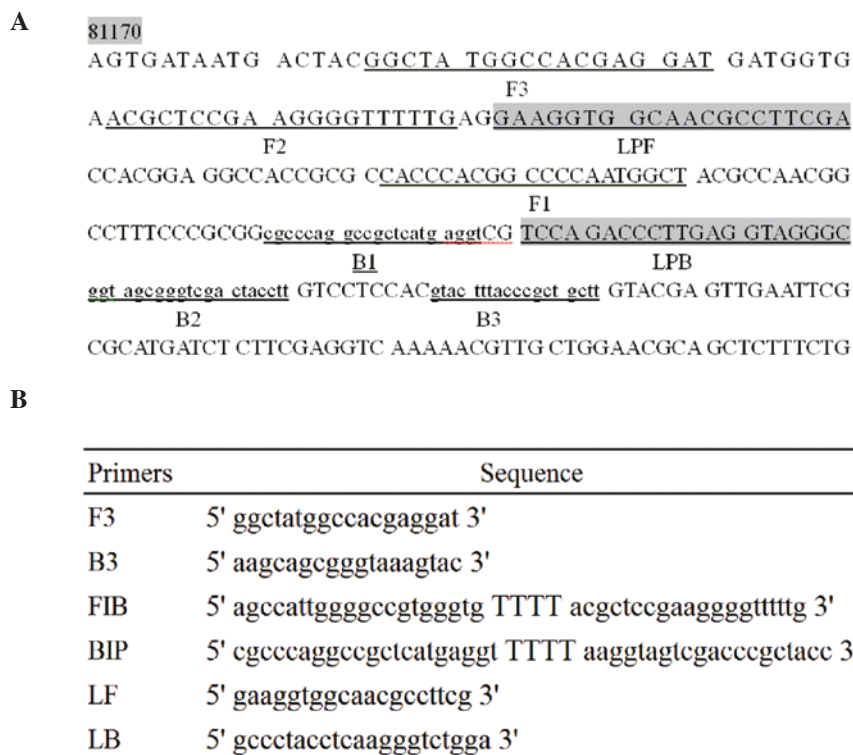 A
81170
AGTGATAATG ACTACGGCTA TGGCCACGAG GAT GATGGTG
F3
AACGCTCCGA AGGGGTTTTTGAGGAAGGTG GCAACGCCTTCGA
F2 LPF
CCACGGAG GGCCACCGCGC CACCCACGG CCCCAATGGCT ACGCCAACGG
F1
CCTTTCCCGCGGcgcccag gccgctcatg aggtCG TCCA GACCCTTGAG GTAGGGC
B1 LPB
ggt agcgggtcga ctacctt GTCCTCCACgtac tttacccgct gctt GTACGA GTTGAATTCG
B2 B3
CGCATGATCT CTTCGAGGTC AAAAACGTTG CTGGAACGCA GCTCTTTCTG
B
Primers Sequence
F3 5' ggctatggccacgaggat 3'
B3 5' aagcagcgggtaaagtac 3'
FIB 5' agccattggggccgtgggtg TTTT acgctccgaaggggtttttg 3'
BIP 5' cgcccaggccgctcatgaggt TTTT aaggtagtcgacccgctacc 3
LF 5' gaaggtggcaacgccttcg 3'
LB 5' gccctacctcaagggtctgga 3'